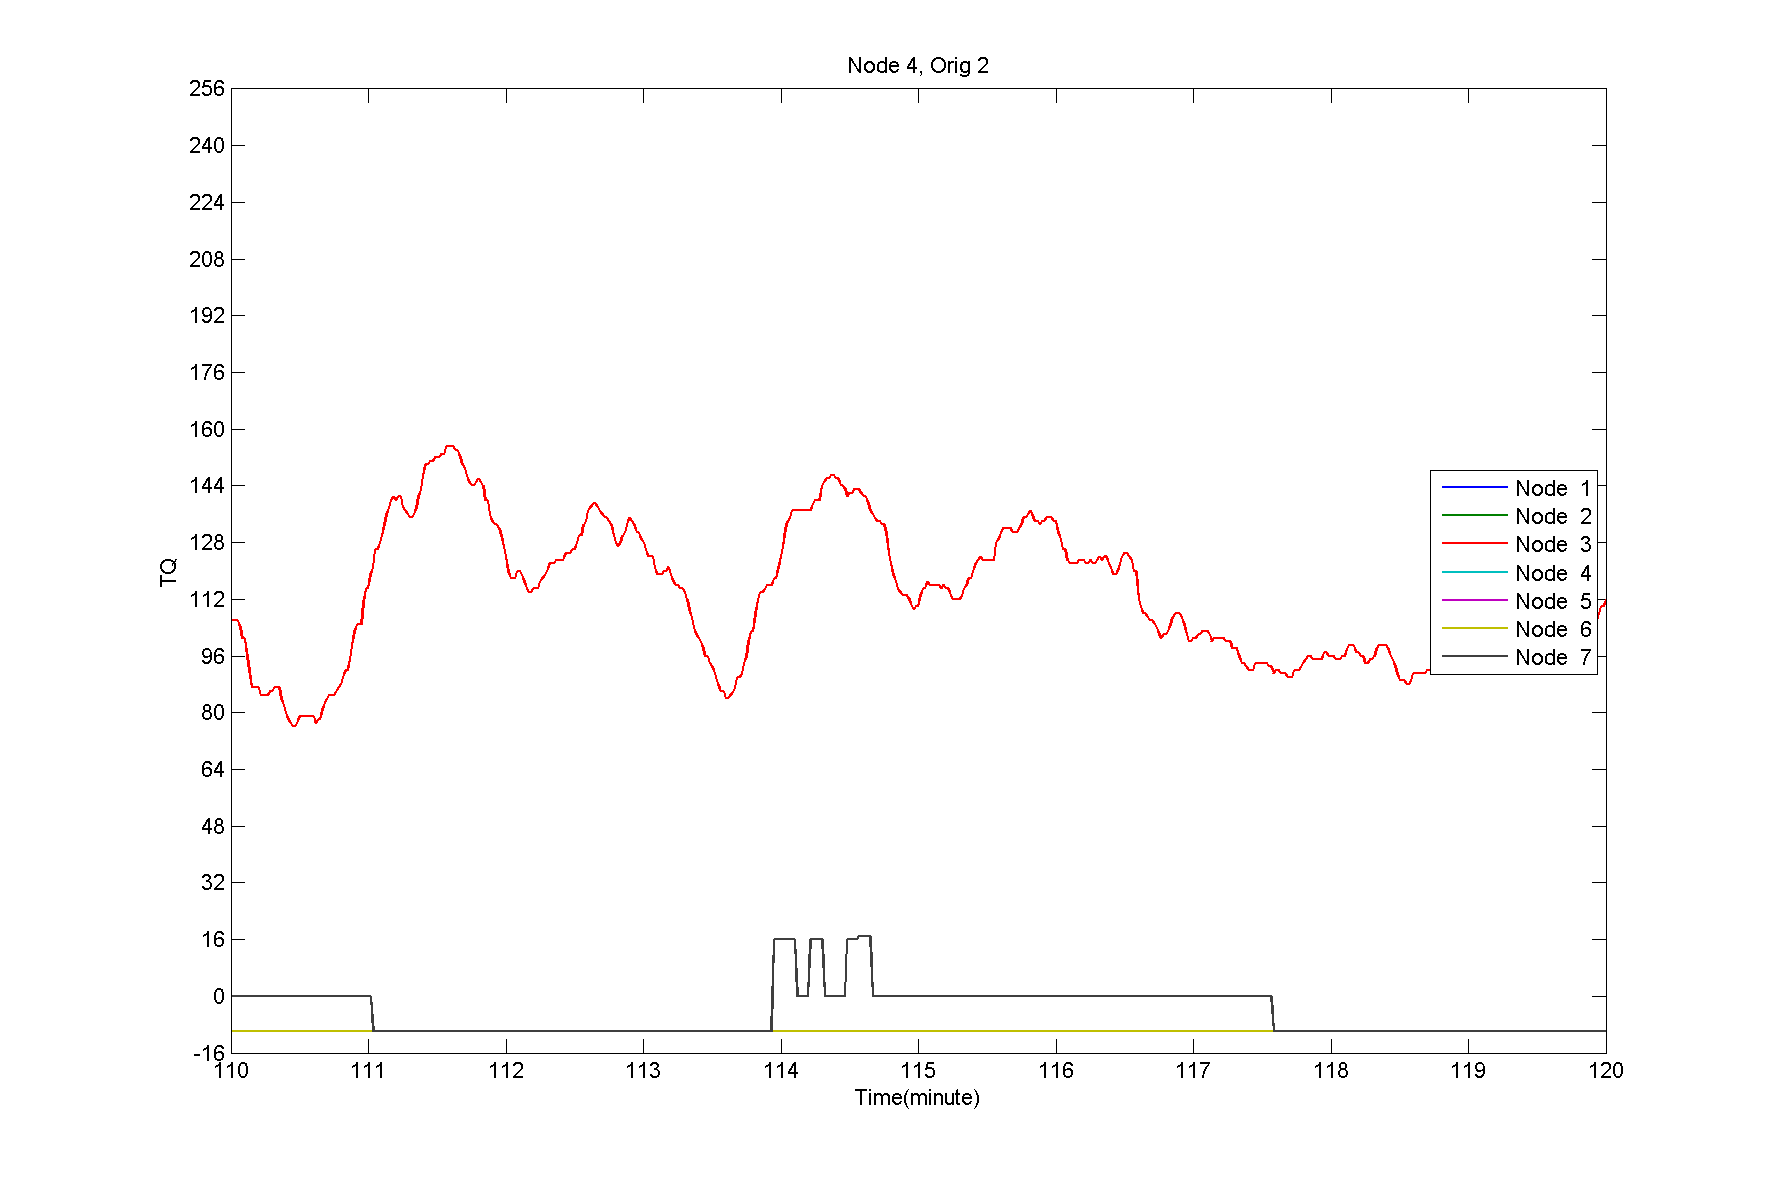 Node 4, Orig 2
256
240
224
208
192
176
160
144
128
112
96
80
64
48
32
16
0
-16
TQ
Node 1
Node 2
Node 3
Node 4
Node 5
Node 6
Node 7
110 111 112 113 114 115 116 117 118 119 120
Time(minute)